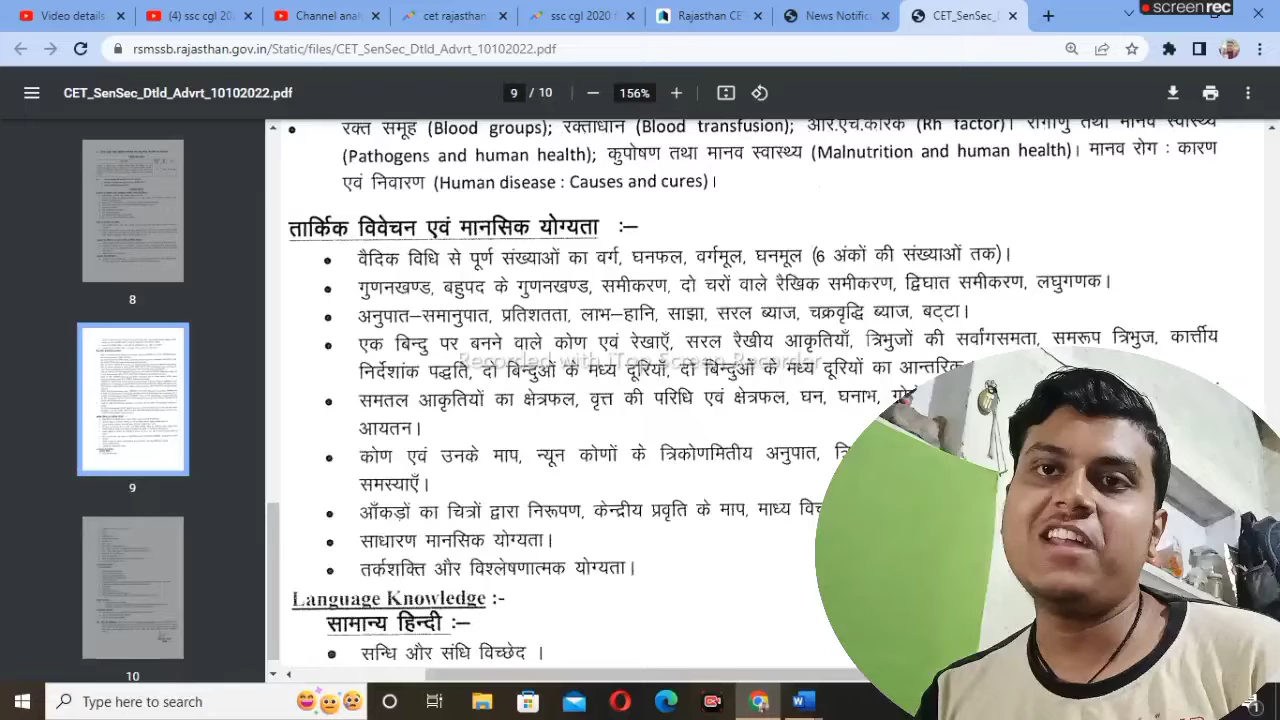 screenrec
(4) ssc cgl 20
Channel content
cet rajasthan
ssc cgl 2020
Rajasthan CE
News Notific
CET_SenSec_D
rsmssb.rajasthan.gov.in/Static/files/CET_SenSec_Dtld_Advrt_10102022.pdf
CET_SenSec_Dtld_Advrt_10102022.pdf
9 / 10
156%
रक्त समूह (Blood groups); रक्ताधान (Blood transfusion); आर.एच.कारक (Rh factor)। रोगाणु तथा मानव स्वास्थ्य
(Pathogens and human health); कुपोषण तथा मानव स्वास्थ्य (Malnutrition and human health)। मानव रोग : कारण
एवं निवारण (Human disease : Causes and cures)।
तार्किक विवेचन एवं मानसिक योग्यता :–
वैदिक विधि से पूर्ण संख्याओं का वर्ग, घनफल, वर्गमूल, घनमूल (6 अंकों की संख्याओं तक)।
गुणनखण्ड, बहुपद के गुणनखण्ड, समीकरण, दो चरों वाले रैखिक समीकरण, द्विघात समीकरण, लघुगणक।
अनुपात–समानुपात, प्रतिशतता, लाभ–हानि, साझा, सरल ब्याज, चक्रवृद्धि ब्याज, बट्टा।
एक बिन्दु पर बनने वाले कोण एवं रेखाएँ, सरल रेखीय आकृतियाँ, त्रिभुजों की सर्वांगसमता, समरूप त्रिभुज, कार्त्तीय
निर्देशांक पद्धति, दो बिन्दुओं के मध्य दूरियाँ, दो बिन्दुओं के मध्य दूरियों का आन्तरिक
समतल आकृतियों का क्षेत्रफल, वृत्त की परिधि एवं क्षेत्रफल, घन, घनाभ,
आयतन।
कोण एवं उनके माप, न्यून कोणों के त्रिकोणमितीय अनुपात,
समस्याएँ।
आँकड़ों का चित्रों द्वारा निरूपण, केन्द्रीय प्रवृति के माप, माध्य
साधारण मानसिक योग्यता।
तर्कशक्ति और विश्लेषणात्मक योग्यता।
Language Knowledge :-
सामान्य हिन्दी :–
सन्धि और संधि विच्छेद ।
8
9
10
Type here to search